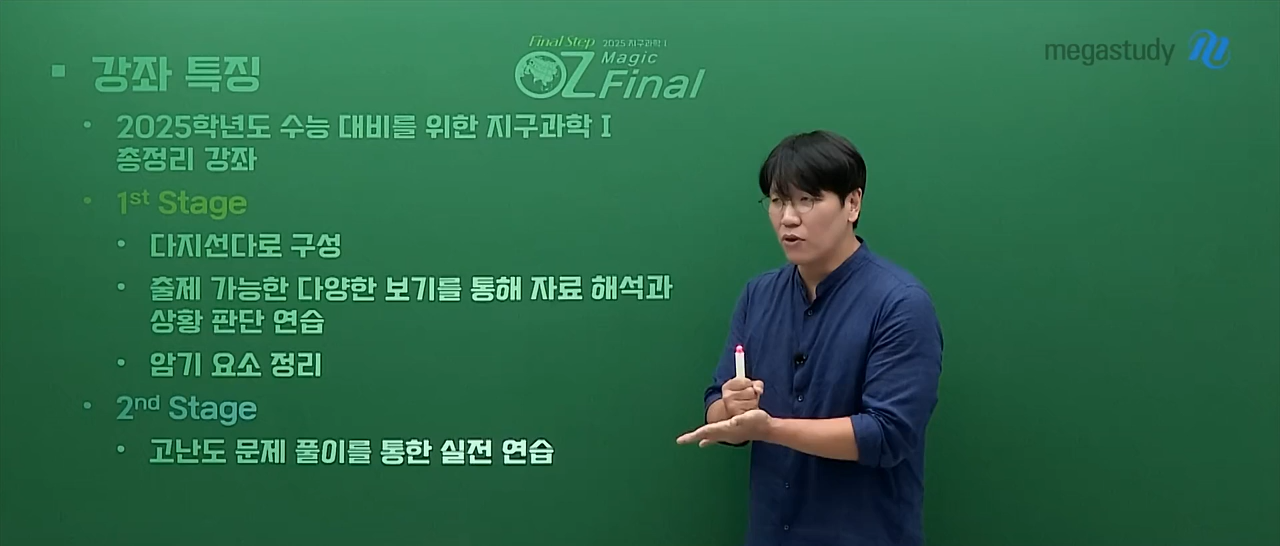 Final Step 2025 지구과학 I
OZ Magic
Final
megastudy
강좌 특징
2025학년도 수능 대비를 위한 지구과학 I
총정리 강좌
1st Stage
다지선다로 구성
출제 가능한 다양한 보기를 통해 자료 해석과
상황 판단 연습
암기 요소 정리
2nd Stage
고난도 문제 풀이를 통한 실전 연습